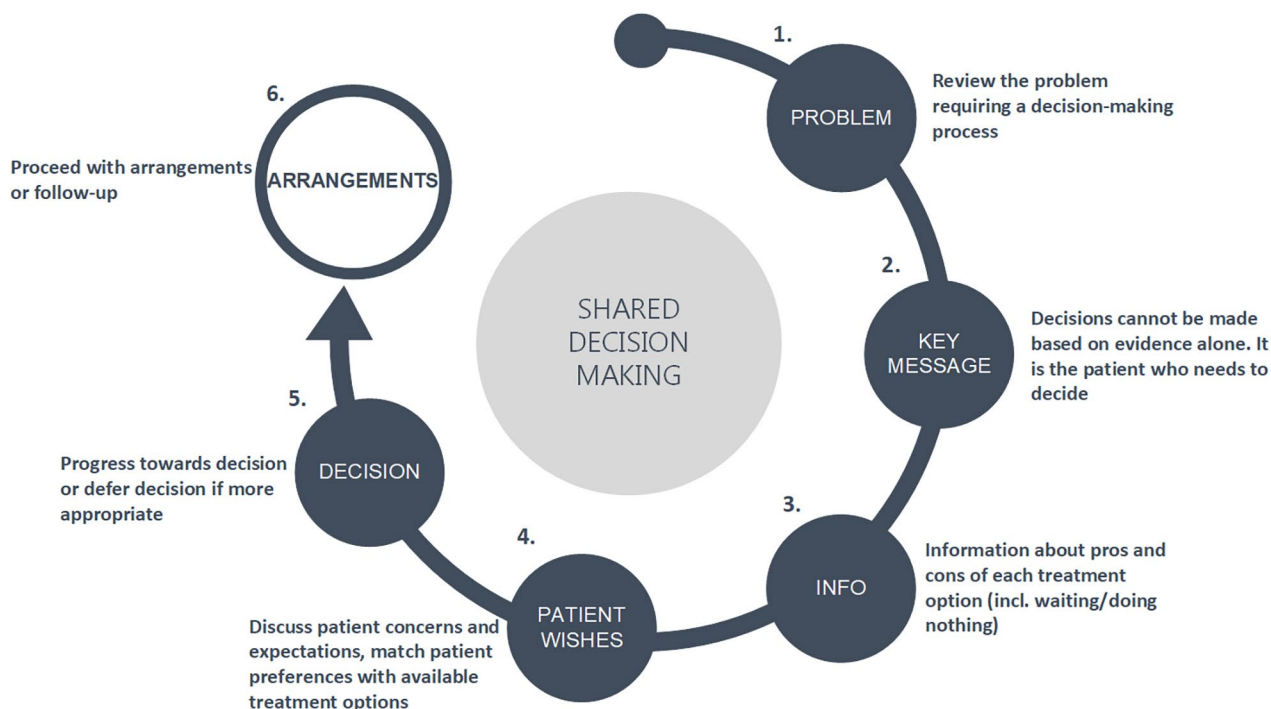 1.
PROBLEM
Review the problem
requiring a decision-making
process
2.
KEY
MESSAGE
Decisions cannot be made
based on evidence alone. It
is the patient who needs to
decide
3.
INFO
Information about pros and
cons of each treatment
option (incl. waiting/doing
nothing)
4.
PATIENT
WISHES
Discuss patient concerns and
expectations, match patient
preferences with available
treatment options
5.
DECISION
Progress towards decision
or defer decision if more
appropriate
6.
ARRANGEMENTS
Proceed with arrangements
or follow-up
SHARED
DECISION
MAKING